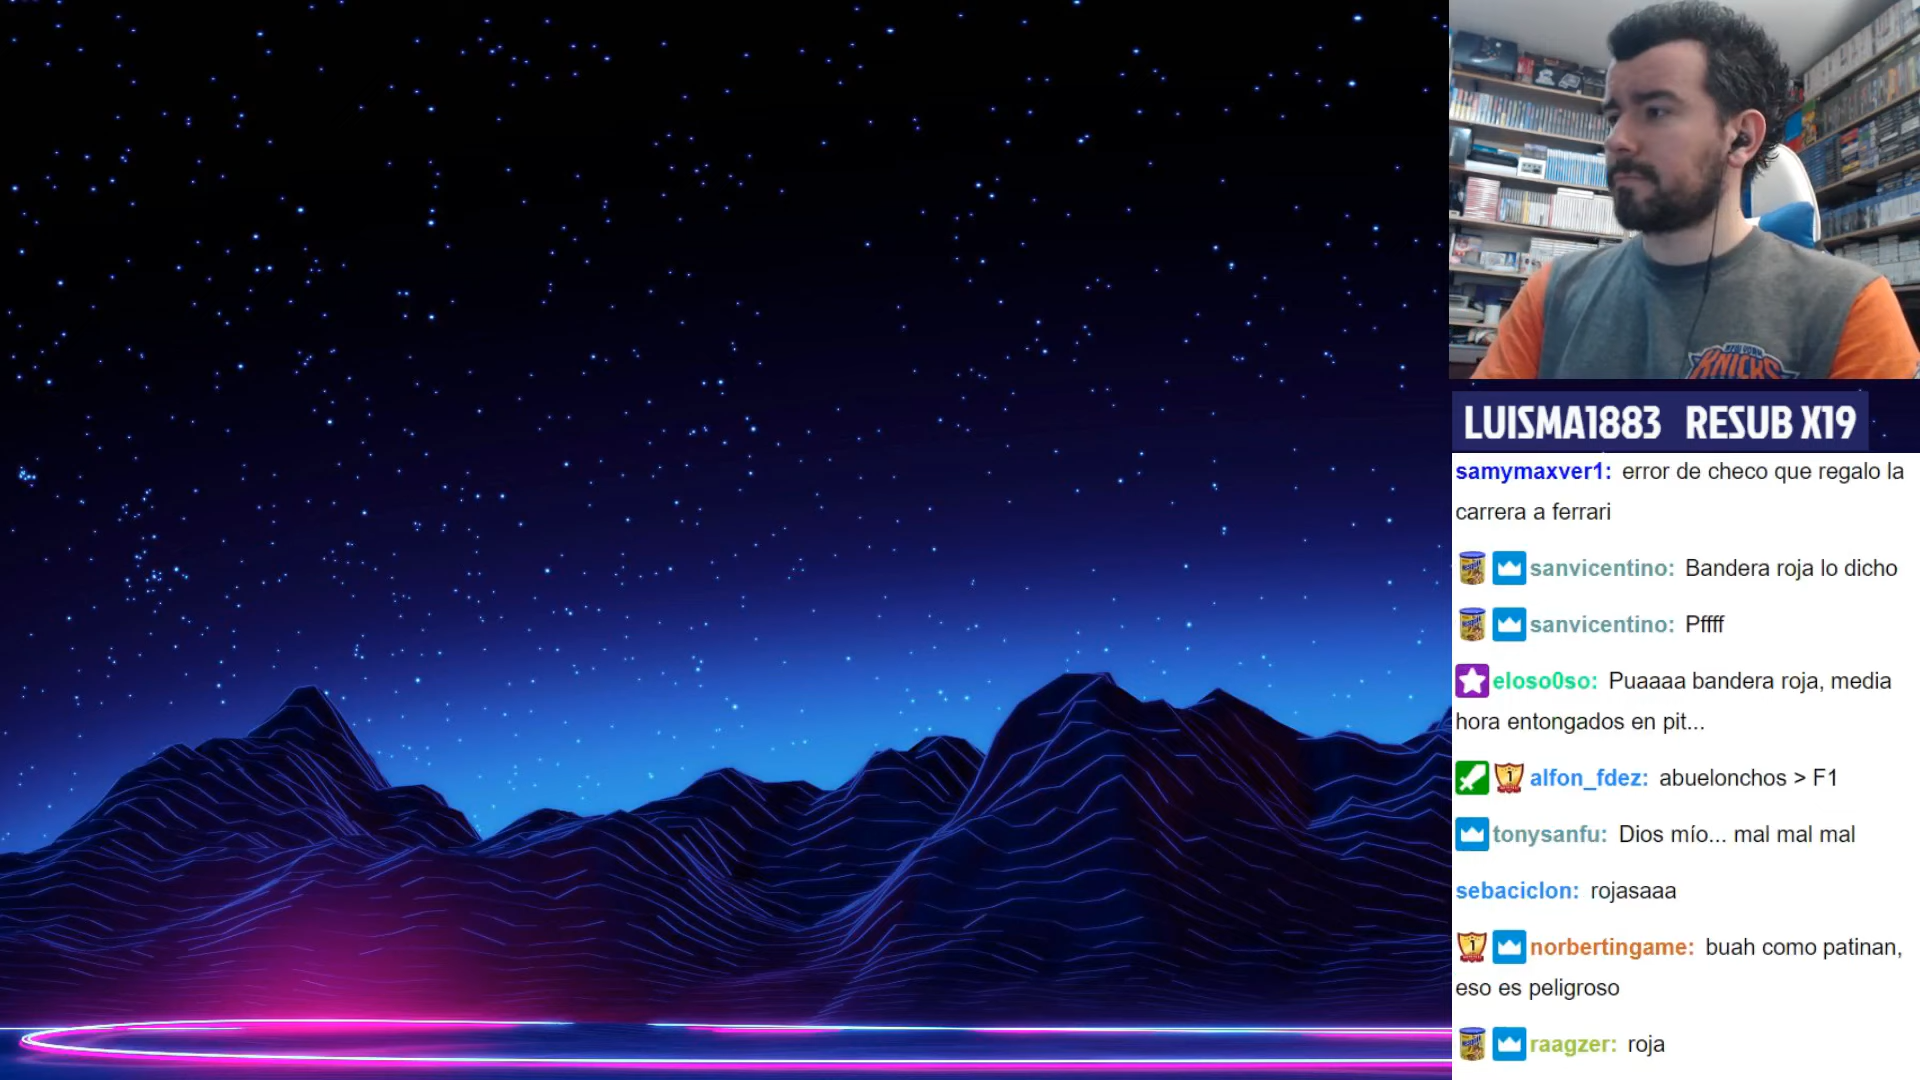 KNICKS
LUISMA1883 RESUB X19
samymaxver1: error de checo que regalo la
carrera a ferrari
sanvicentino: Bandera roja lo dicho
sanvicentino: Pffff
eloso0so: Puaaaa bandera roja, media
hora entongados en pit...
alfon_fdez: abuelonchos > F1
tonysanfu: Dios mío... mal mal mal
sebaciclon: rojasaaa
norbertingame: buah como patinan,
eso es peligroso
raagzer: roja